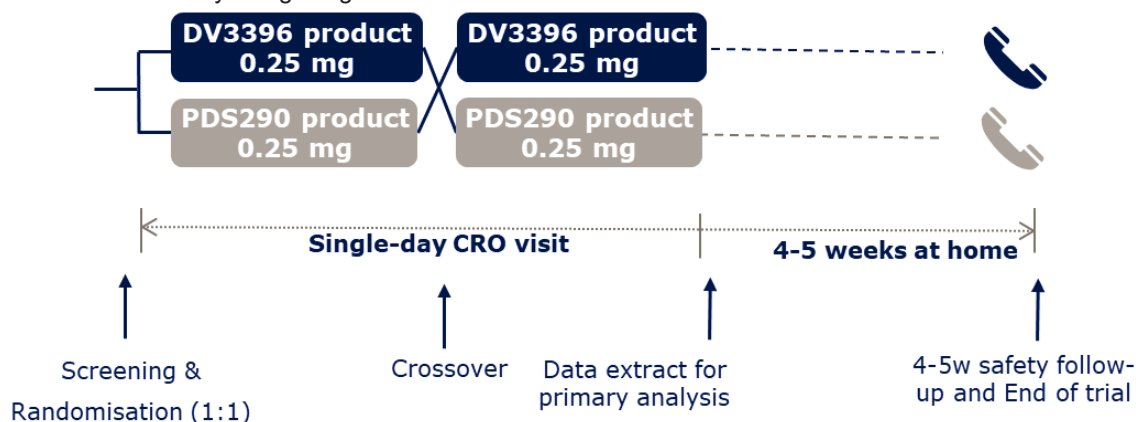 DV3396 product
0.25 mg
DV3396 product
0.25 mg
PDS290 product
0.25 mg
PDS290 product
0.25 mg
Single-day CRO visit
4-5 weeks at home
Screening &
Randomisation (1:1)
Crossover
Data extract for
primary analysis
4-5w safety follow-
up and End of trial